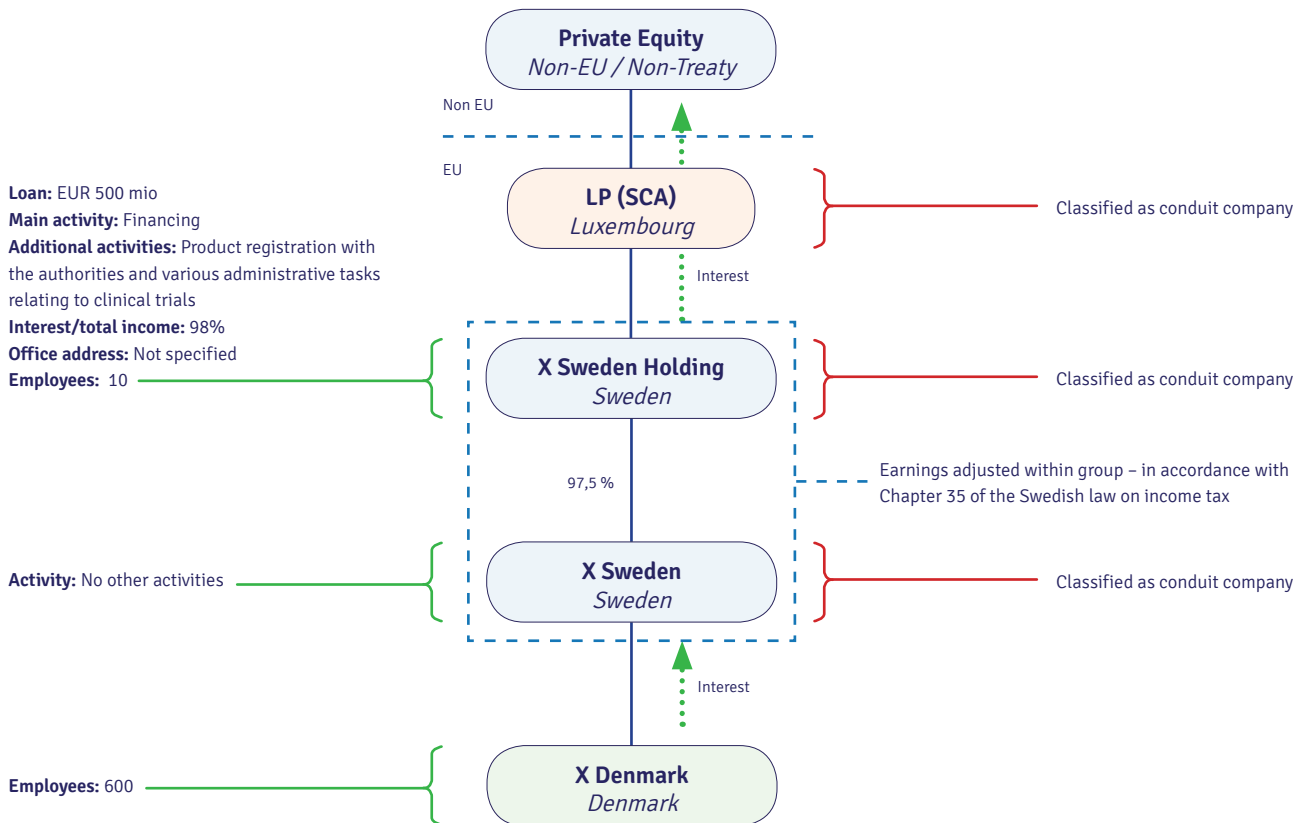 Private Equity
Non-EU / Non-Treaty
Non EU
EU
LP (SCA)
Luxembourg
Classified as conduit company
Loan: EUR 500 mio
Main activity: Financing
Additional activities: Product registration with
the authorities and various administrative tasks
relating to clinical trials
Interest/total income: 98%
Office address: Not specified
Employees: 10
Interest
X Sweden Holding
Sweden
Classified as conduit company
97,5 %
Earnings adjusted within group – in accordance with
Chapter 35 of the Swedish law on income tax
Activity: No other activities
X Sweden
Sweden
Classified as conduit company
Interest
Employees: 600
X Denmark
Denmark